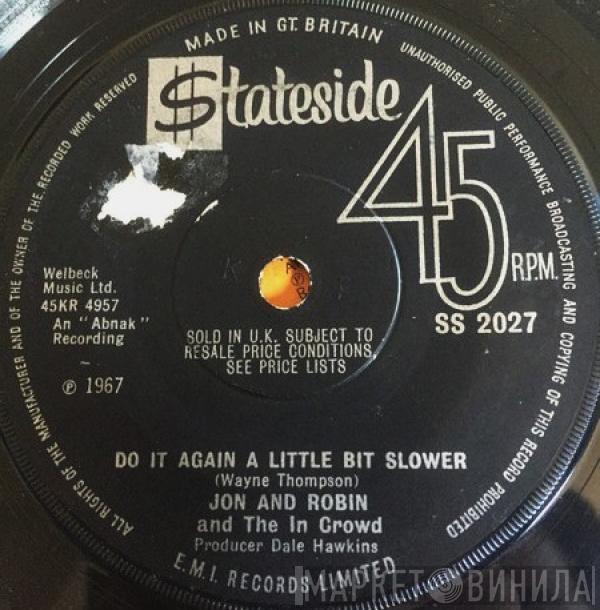 MADE IN GT. BRITAIN
UNAUTHORISED PUBLIC PERFORMANCE BROADCASTING AND COPYING OF THIS RECORD PROHIBITED
ALL RIGHTS OF THE MANUFACTURER AND OF THE OWNER OF THE RECORDED WORK RESERVED
$tateside
45
R.P.M.
SS 2027
Welbeck
Music Ltd.
45KR 4957
An "Abnak"
Recording
℗ 1967
SOLD IN U.K. SUBJECT TO
RESALE PRICE CONDITIONS,
SEE PRICE LISTS
DO IT AGAIN A LITTLE BIT SLOWER
(Wayne Thompson)
JON AND ROBIN
and The In Crowd
Producer Dale Hawkins
E.M.I. RECORDS LIMITED
МАРКЕТ ВИНИЛА